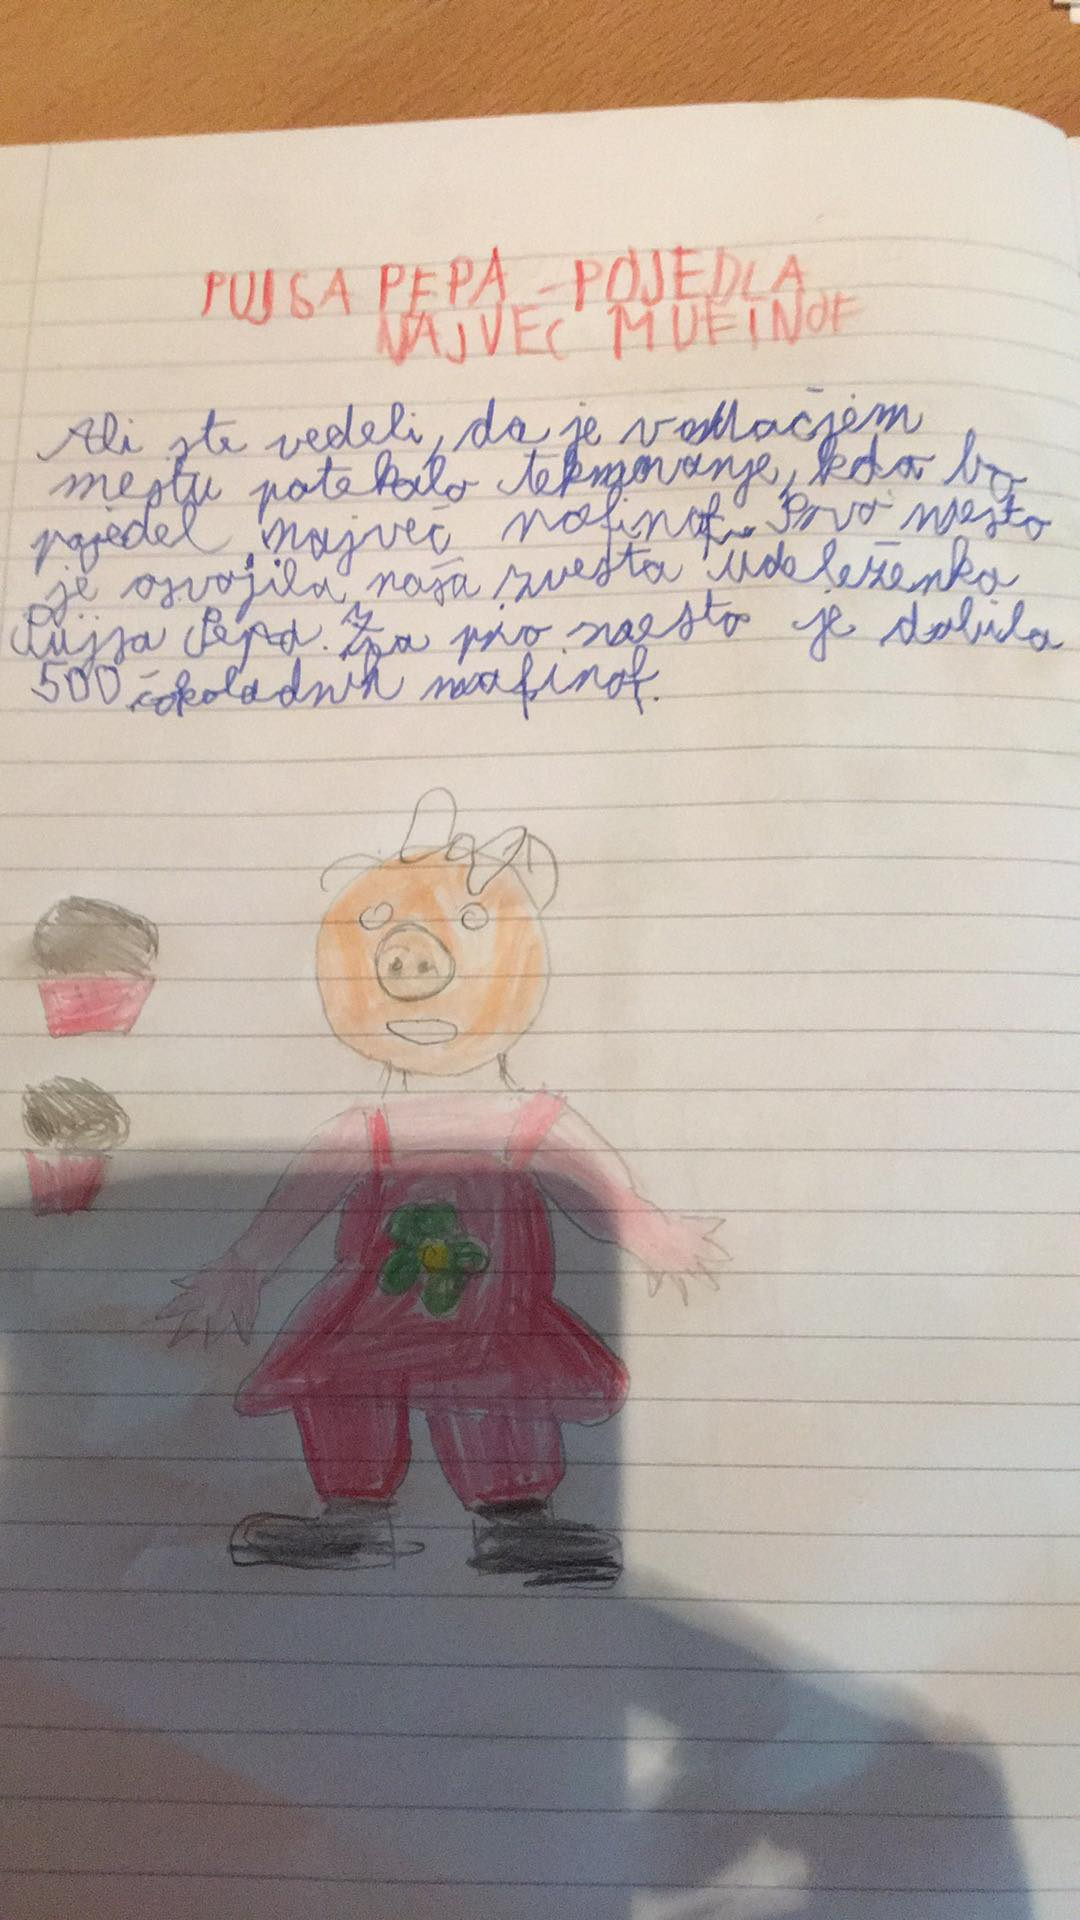 PUJSA PEPA - POJEDLA
NAJVEČ MUFINOF
Ali ste vedeli, da je v domačjem
mestu potekalo tekmovanje, kdo bo
pojedel največ mafinof. Prvo mesto
je osvojila naša zvesta udeleženka
Pujsa Pepa. Za prvo mesto je dobila
500 čokoladnih mafinof.